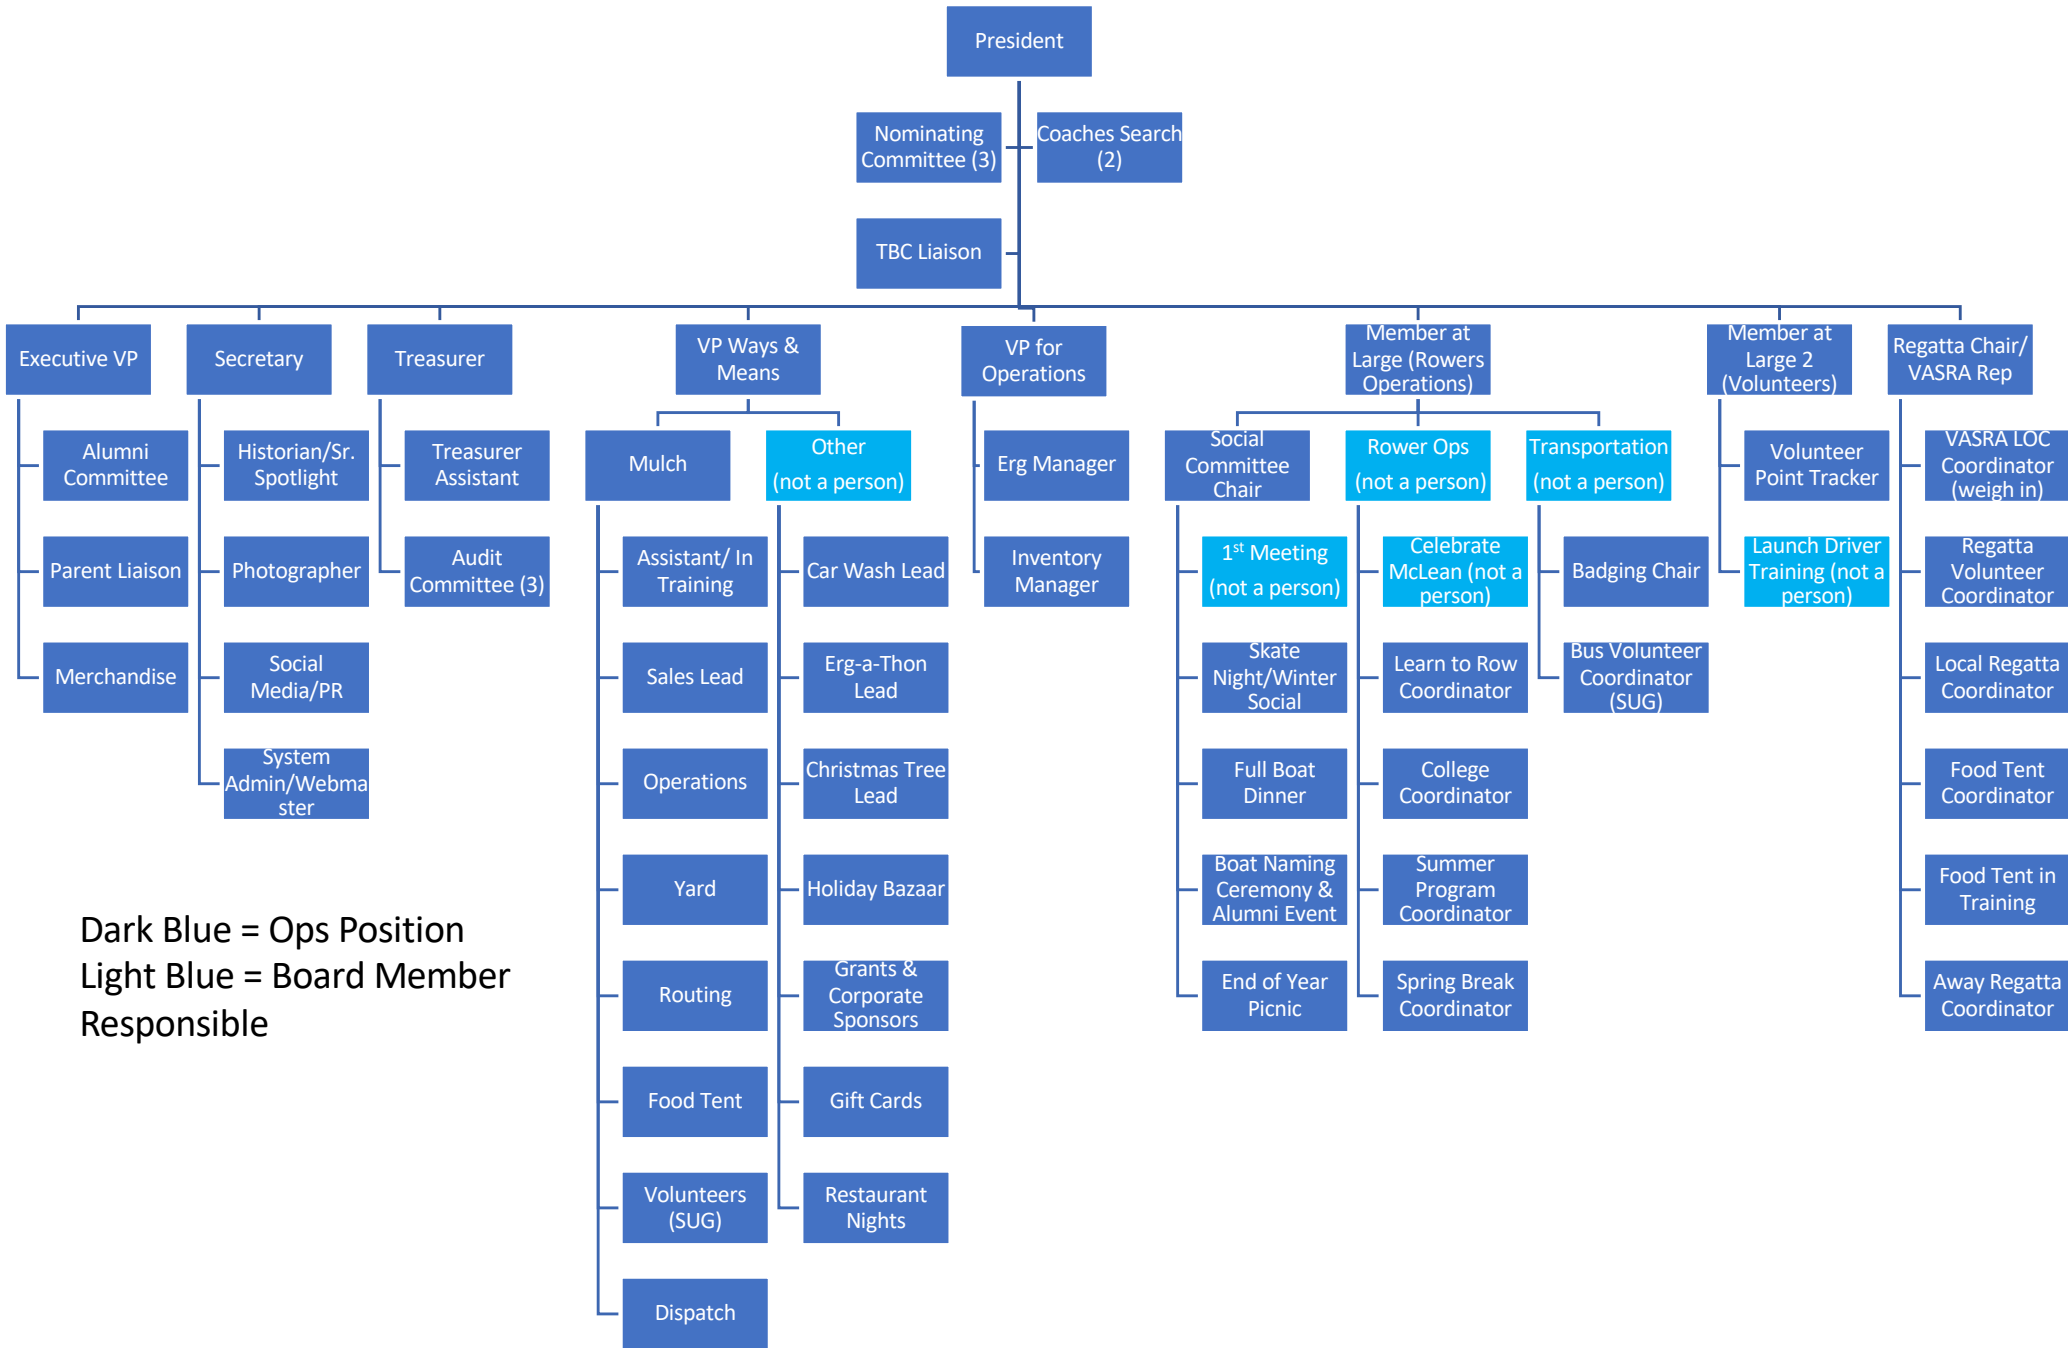 President
Nominating
Committee (3)
Coaches Search
(2)
TBC Liaison
Executive VP
Secretary
Treasurer
VP Ways &
Means
VP for
Operations
Member at
Large (Rowers
Operations)
Member at
Large 2
(Volunteers)
Regatta Chair/
VASRA Rep
Alumni
Committee
Parent Liaison
Merchandise
Historian/Sr.
Spotlight
Photographer
Social
Media/PR
System
Admin/Webma
ster
Treasurer
Assistant
Audit
Committee (3)
Mulch
Assistant/ In
Training
Sales Lead
Operations
Yard
Routing
Food Tent
Volunteers
(SUG)
Dispatch
Other
(not a person)
Car Wash Lead
Erg-a-Thon
Lead
Christmas Tree
Lead
Holiday Bazaar
Grants &
Corporate
Sponsors
Gift Cards
Restaurant
Nights
Erg Manager
Inventory
Manager
Social
Committee
Chair
1st Meeting
(not a person)
Skate
Night/Winter
Social
Full Boat
Dinner
Boat Naming
Ceremony &
Alumni Event
End of Year
Picnic
Rower Ops
(not a person)
Celebrate
McLean (not a
person)
Learn to Row
Coordinator
College
Coordinator
Summer
Program
Coordinator
Spring Break
Coordinator
Transportation
(not a person)
Badging Chair
Bus Volunteer
Coordinator
(SUG)
Volunteer
Point Tracker
Launch Driver
Training (not a
person)
VASRA LOC
Coordinator
(weigh in)
Regatta
Volunteer
Coordinator
Local Regatta
Coordinator
Food Tent
Coordinator
Food Tent in
Training
Away Regatta
Coordinator
Dark Blue = Ops Position
Light Blue = Board Member
Responsible